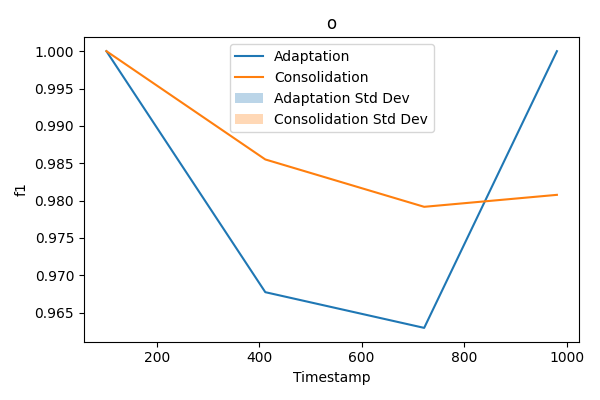 o
1.000
0.995
0.990
0.985
0.980
0.975
0.970
0.965
f1
Adaptation
Consolidation
Adaptation Std Dev
Consolidation Std Dev
200 400 600 800 1000
Timestamp